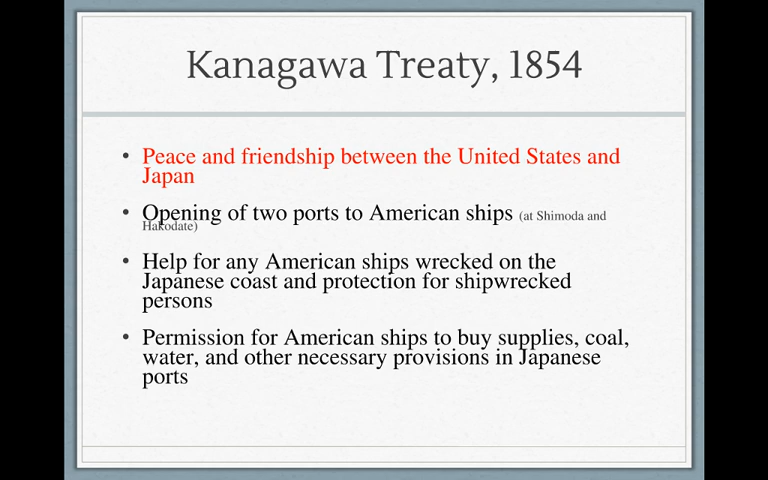 Kanagawa Treaty, 1854
• Peace and friendship between the United States and
Japan
• Opening of two ports to American ships (at Shimoda and
Hakodate)
• Help for any American ships wrecked on the
Japanese coast and protection for shipwrecked
persons
• Permission for American ships to buy supplies, coal,
water, and other necessary provisions in Japanese
ports